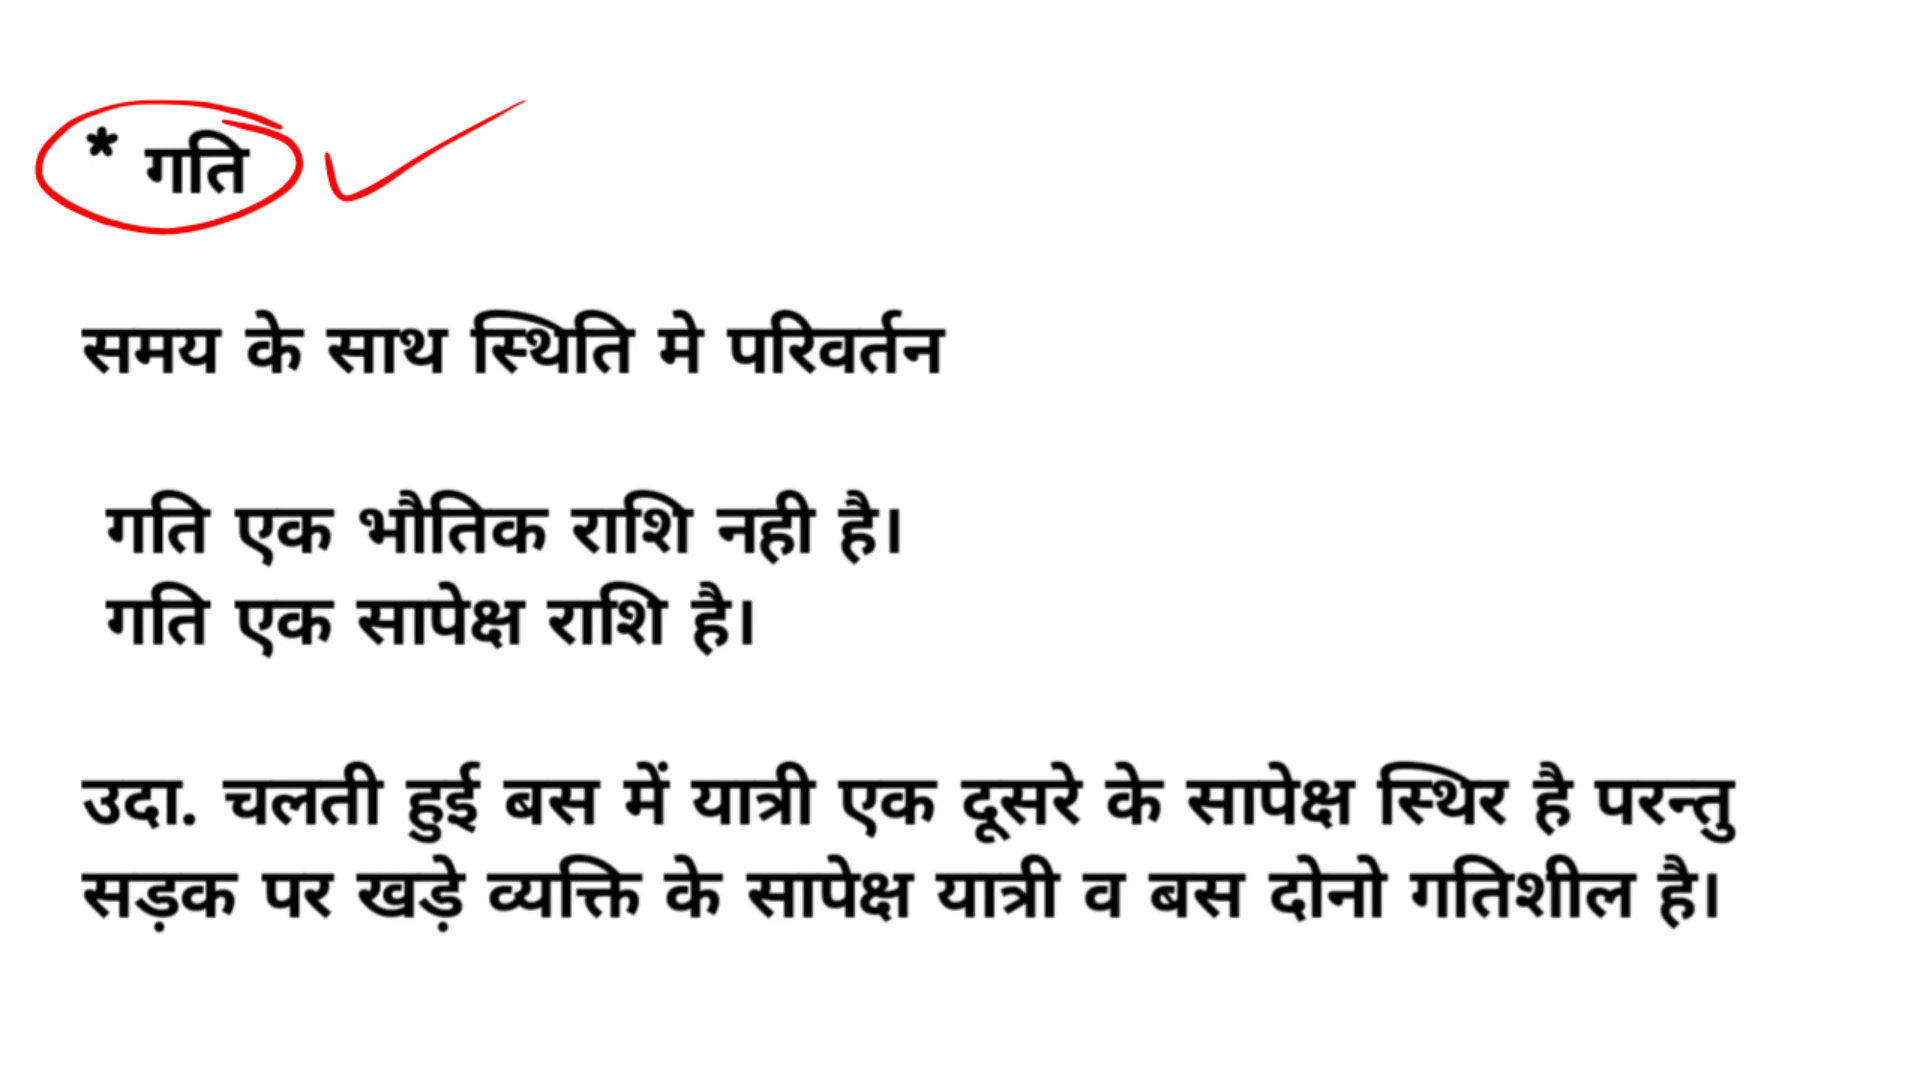 * गति
समय के साथ स्थिति मे परिवर्तन
गति एक भौतिक राशि नही है।
गति एक सापेक्ष राशि है।
उदा. चलती हुई बस में यात्री एक दूसरे के सापेक्ष स्थिर है परन्तु
सड़क पर खड़े व्यक्ति के सापेक्ष यात्री व बस दोनो गतिशील है।